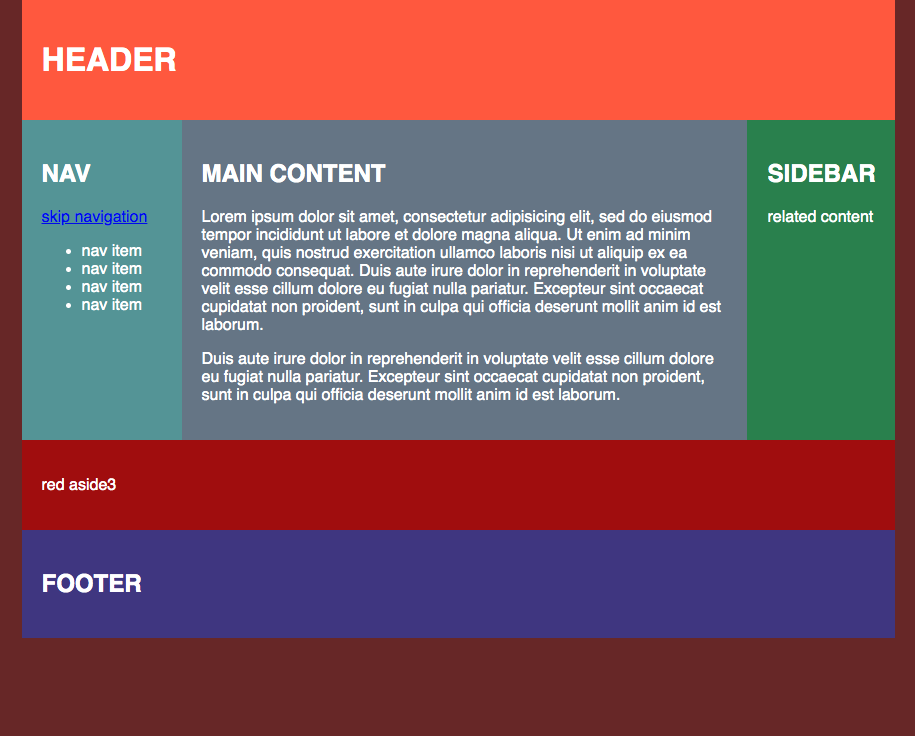 HEADER
NAV
skip navigation
nav item
nav item
nav item
nav item
MAIN CONTENT
Lorem ipsum dolor sit amet, consectetur adipisicing elit, sed do eiusmod
tempor incididunt ut labore et dolore magna aliqua. Ut enim ad minim
veniam, quis nostrud exercitation ullamco laboris nisi ut aliquip ex ea
commodo consequat. Duis aute irure dolor in reprehenderit in voluptate
velit esse cillum dolore eu fugiat nulla pariatur. Excepteur sint occaecat
cupidatat non proident, sunt in culpa qui officia deserunt mollit anim id est
laborum.
Duis aute irure dolor in reprehenderit in voluptate velit esse cillum dolore
eu fugiat nulla pariatur. Excepteur sint occaecat cupidatat non proident,
sunt in culpa qui officia deserunt mollit anim id est laborum.
SIDEBAR
related content
red aside3
FOOTER